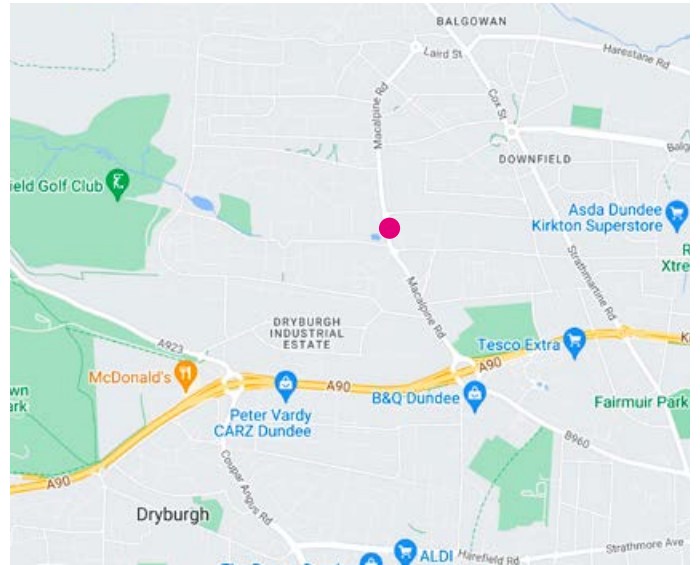 BALGOWAN
Laird St
Harestane Rd
Cox St
Macalpine Rd
DOWNFIELD
Balg
ield Golf Club
Asda Dundee
Kirkton Superstore
R
Xtre
Strathmartine Rd
Macalpine Rd
DRYBURGH
INDUSTRIAL
ESTATE
A923
Tesco Extra
Ki
A90
McDonald's
A90
B&Q Dundee
own
ark
Peter Vardy
CARZ Dundee
Fairmuir Park
B960
Coupar Angus Rd
A90
Dryburgh
Strathmore Ave
ALDI
Harefield Rd